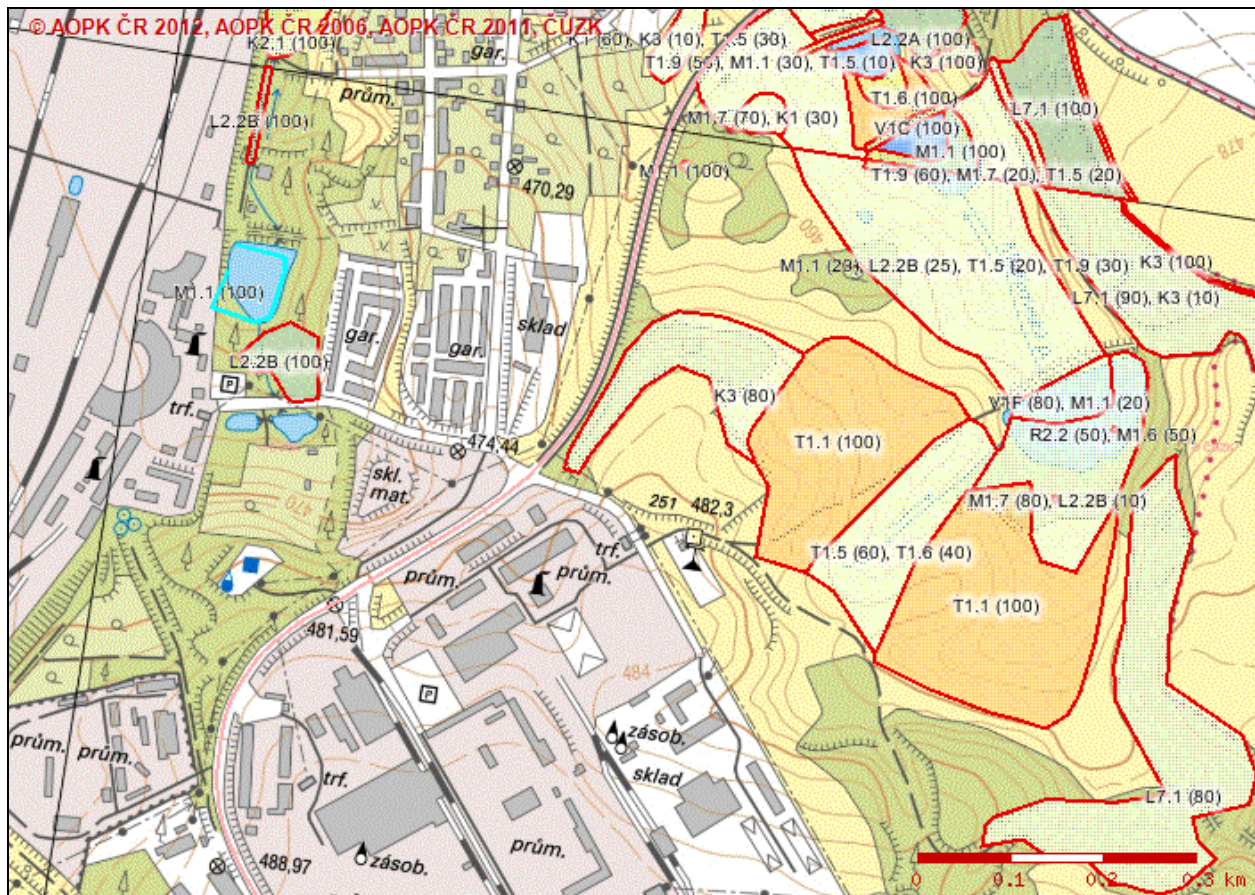 © AOPK ČR 2012, AOPK ČR 2006, AOPK ČR 2011, ČÚZK
K2.1 (100)
gar.
K1 (60), K3 (10), T1.5 (30)
L2.2A (100)
T1.9 (50), M1.1 (30), T1.5 (10)
K3 (100)
prům.
T1.6 (100)
L7.1 (100)
L2.2B (100)
M1.7 (70), K1 (30)
V1C (100)
M1.1 (100)
478
M1.1 (100)
T1.9 (60), M1.7 (20), T1.5 (20)
470,29
460
M1.1 (29), L2.2B (25), T1.5 (20), T1.9 (30)
K3 (100)
M1.1 (100)
L7.1 (90), K3 (10)
sklad
gar.
gar.
L2.2B (100)
P
K3 (80)
V1F (80), M1.1 (20)
trf.
T1.1 (100)
R2.2 (50), M1.6 (50)
474,44
skl.
mat.
251
482,3
M1.7 (80), L2.2B (10)
trf.
T1.5 (60), T1.6 (40)
prům.
prům.
T1.1 (100)
481,59
484
P
zásob.
prům.
prům.
trf.
sklad
L7.1 (80)
488,97
zásob.
prům.
0
0.1
0.2
0.3 km